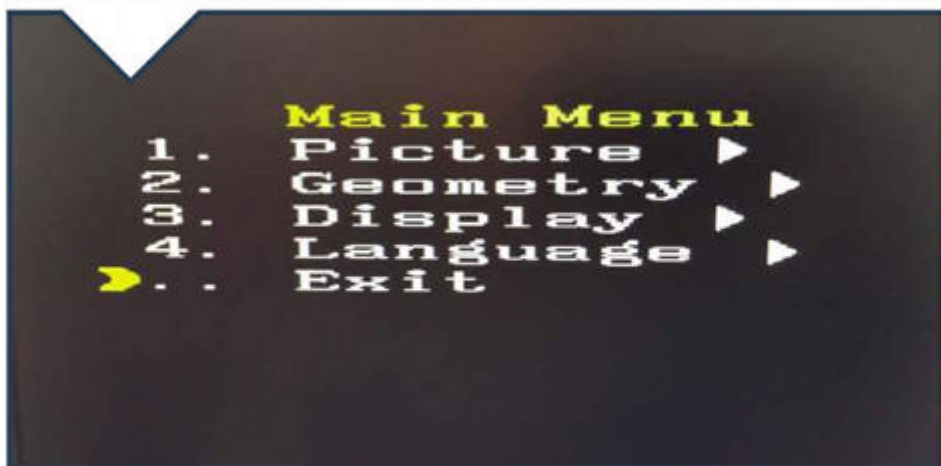 Main Menu
1. Picture ▶
2. Geometry ▶
3. Display ▶
4. Language ▶
.. Exit